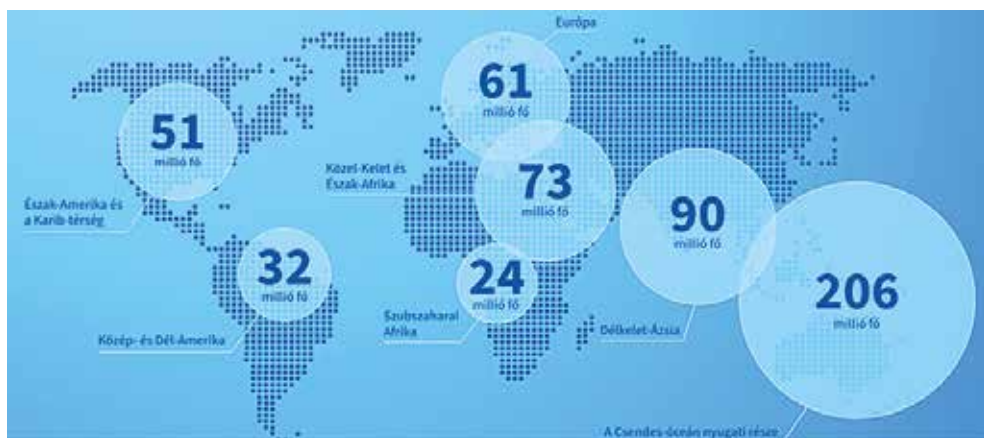 Európa
61
millió fő
51
millió fő
Észak-Amerika és
a Karib-térség
Közel-Kelet és
Észak-Afrika
73
millió fő
90
millió fő
Délkelet-Ázsia
32
millió fő
Közép- és Dél-Amerika
24
millió fő
Szubszaharai
Afrika
206
millió fő
A Csendes-óceán nyugati része